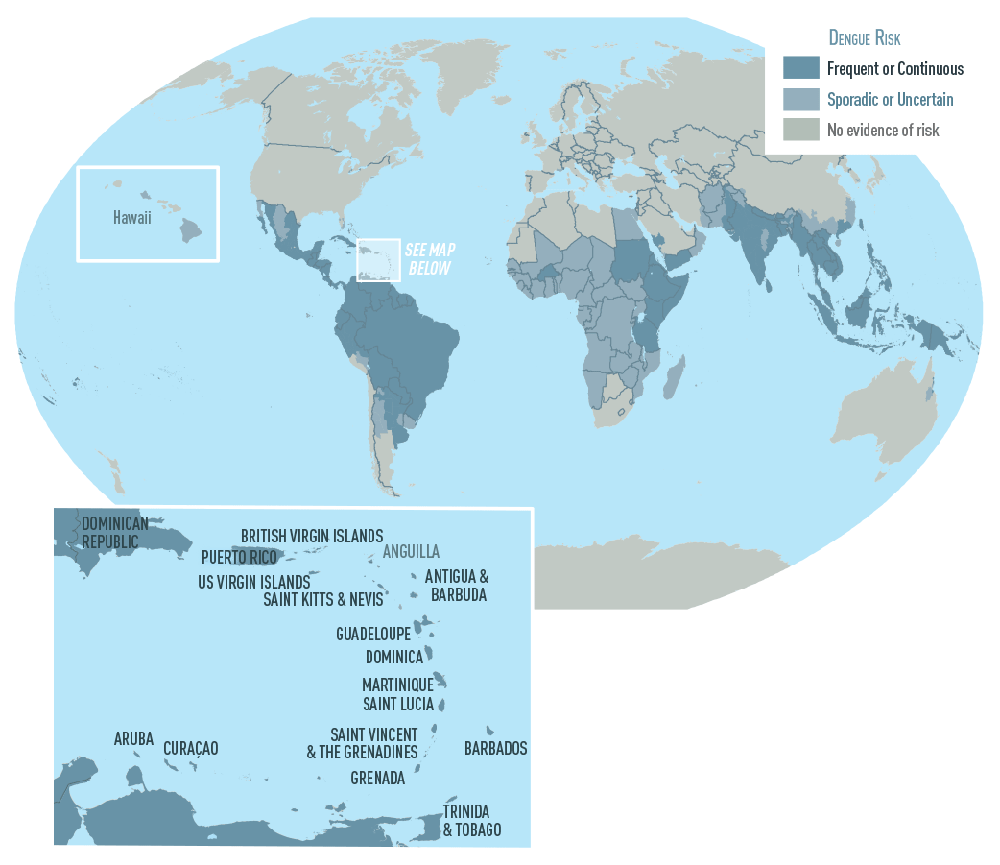 DENGUE RISK
Frequent or Continuous
Sporadic or Uncertain
No evidence of risk
Hawaii
SEE MAP
BELOW
DOMINICAN
REPUBLIC
BRITISH VIRGIN ISLANDS
PUERTO RICO
ANGUILLA
US VIRGIN ISLANDS
ANTIGUA &
BARBUDA
SAINT KITTS & NEVIS
GUADELOUPE
DOMINICA
MARTINIQUE
SAINT LUCIA
SAINT VINCENT
& THE GRENADINES
BARBADOS
ARUBA
CURAÇAO
GRENADA
TRINIDA
& TOBAGO